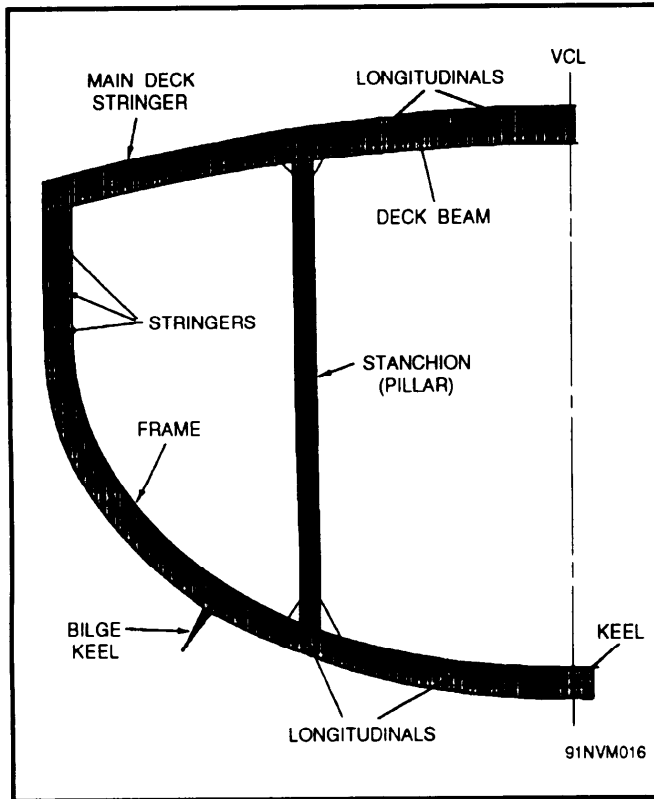 VCL
MAIN DECK
STRINGER
LONGITUDINALS
DECK BEAM
STRINGERS
STANCHION
(PILLAR)
FRAME
BILGE
KEEL
KEEL
LONGITUDINALS
91NVM016